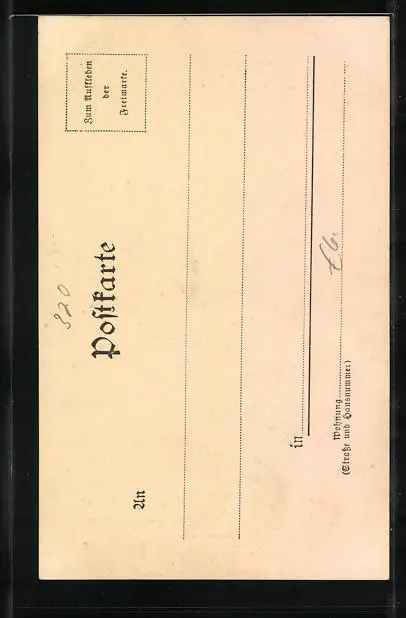 320
Postkarte
Zum Aufkleben
der
Freimarke.
An
in
Wohnung
(Straße und Hausnummer)